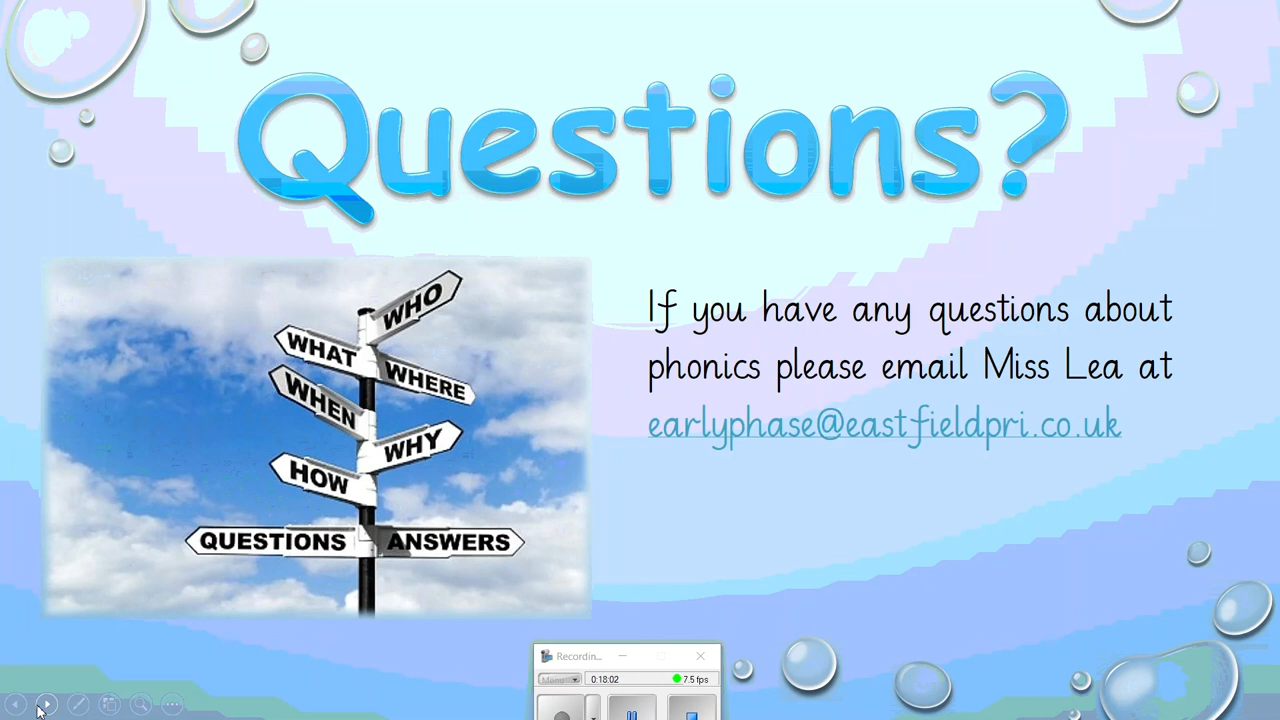 Questions?
WHO
WHAT
WHERE
WHEN
WHY
HOW
QUESTIONS ANSWERS
If you have any questions about
phonics please email Miss Lea at
earlyphase@eastfieldpri.co.uk
Recordin...
Menu
0:18:02
7.5 fps